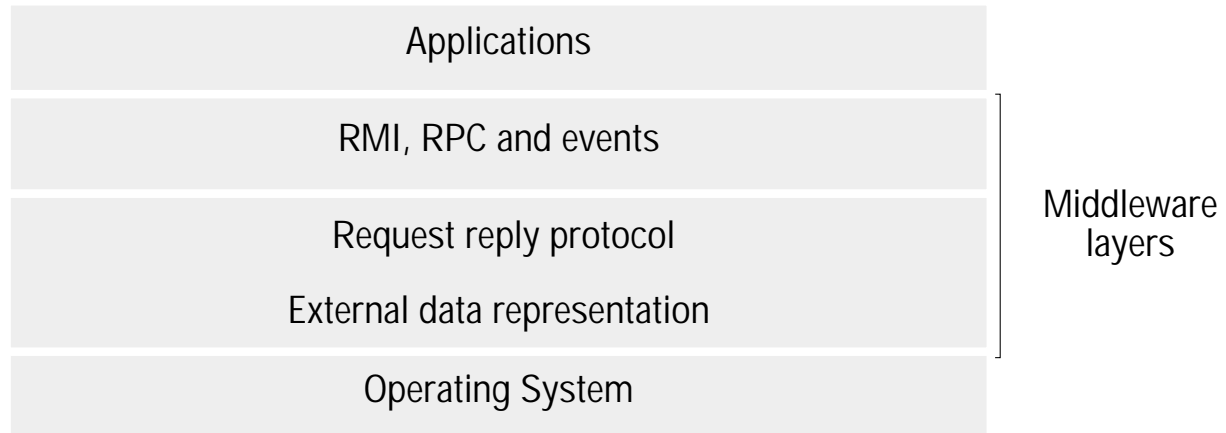 Applications
RMI, RPC and events
Request reply protocol
External data representation
Operating System
Middleware
layers